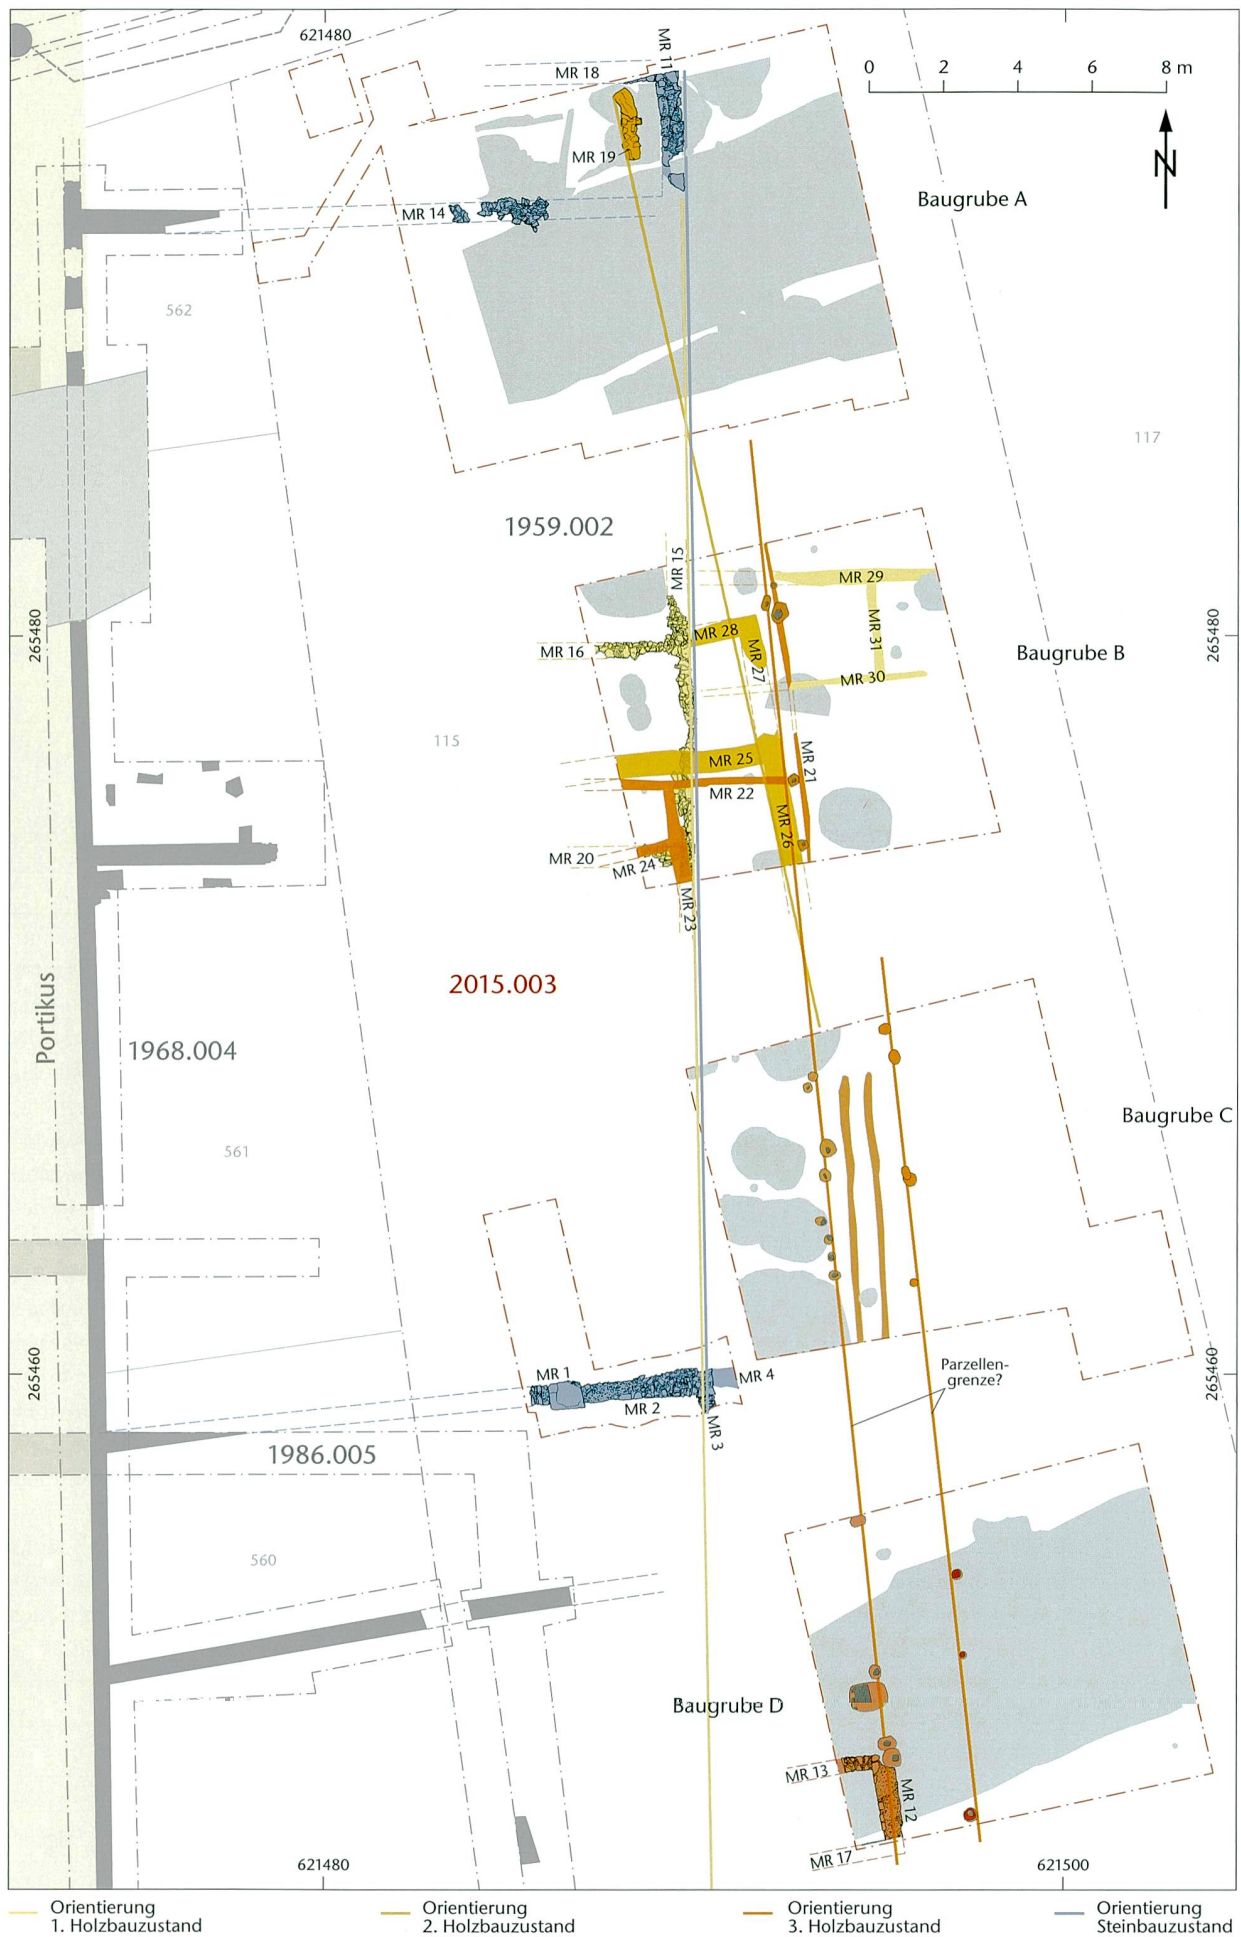 621480
MR 18
MR 11
0 2 4 6 8 m
N
MR 19
MR 14
Baugrube A
562
117
1959.002
MR 15
MR 29
265480
MR 16
MR 28
MR 27
MR 31
265480
Baugrube B
MR 30
115
MR 25
MR 21
MR 22
MR 26
MR 20
MR 24
MR 23
2015.003
Portikus
1968.004
Baugrube C
561
265460
Parzellen-
grenze?
265460
MR 1
MR 4
MR 2
MR 3
1986.005
560
Baugrube D
MR 13
MR 12
MR 17
621480
621500
Orientierung
1. Holzbauzustand
Orientierung
2. Holzbauzustand
Orientierung
3. Holzbauzustand
Orientierung
Steinbauzustand